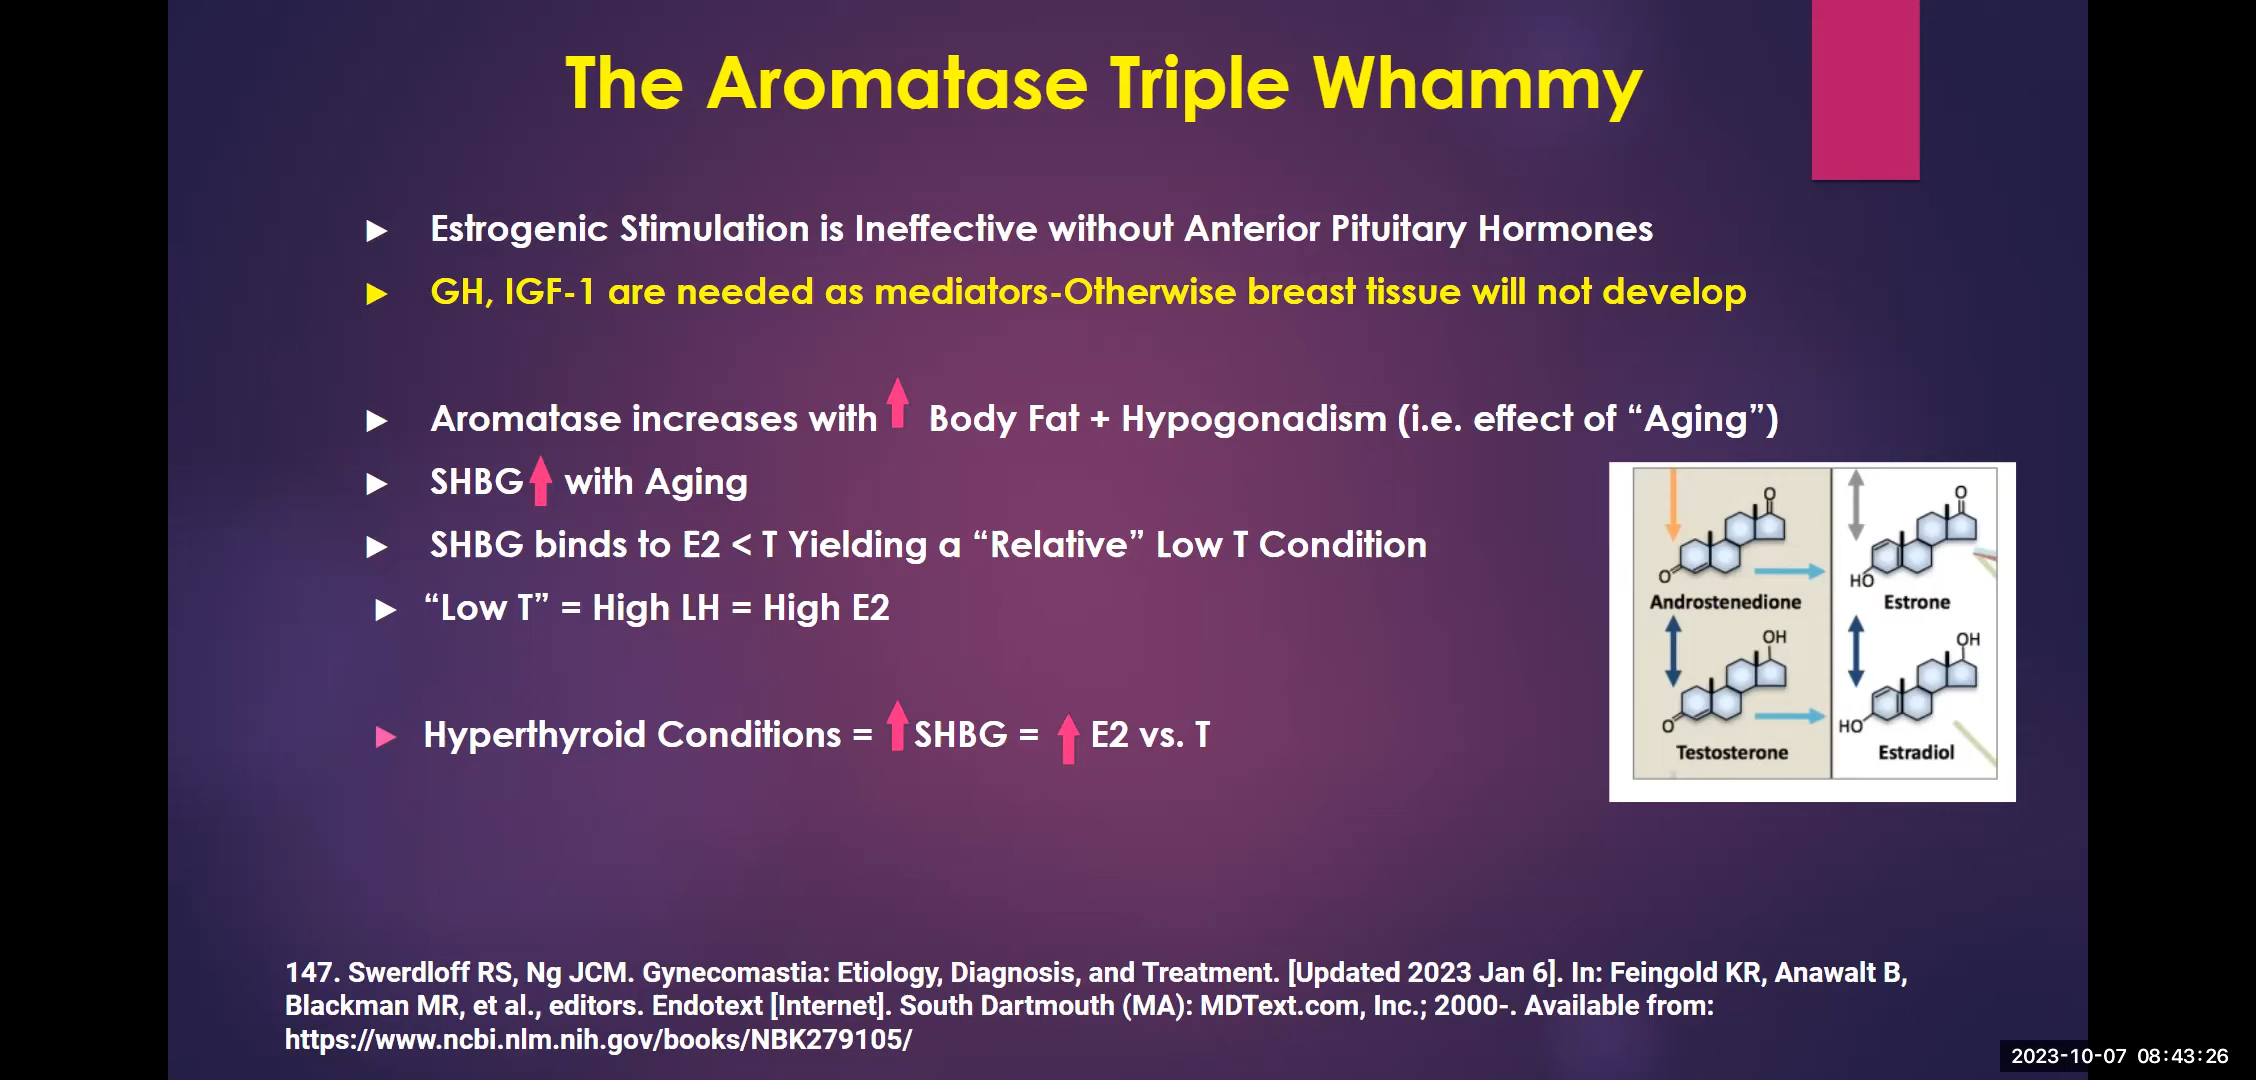 The Aromatase Triple Whammy
Estrogenic Stimulation is Ineffective without Anterior Pituitary Hormones
GH, IGF-1 are needed as mediators-Otherwise breast tissue will not develop
Aromatase increases with Body Fat + Hypogonadism (i.e. effect of “Aging”)
SHBG with Aging
SHBG binds to E2 < T Yielding a “Relative” Low T Condition
“Low T” = High LH = High E2
Hyperthyroid Conditions = SHBG = E2 vs. T
O
O
O
HO
Androstenedione
Estrone
OH
OH
O
HO
Testosterone
Estradiol
147. Swerdloff RS, Ng JCM. Gynecomastia: Etiology, Diagnosis, and Treatment. [Updated 2023 Jan 6]. In: Feingold KR, Anawalt B,
Blackman MR, et al., editors. Endotext [Internet]. South Dartmouth (MA): MDText.com, Inc.; 2000-. Available from:
https://www.ncbi.nlm.nih.gov/books/NBK279105/
2023-10-07 08:43:26